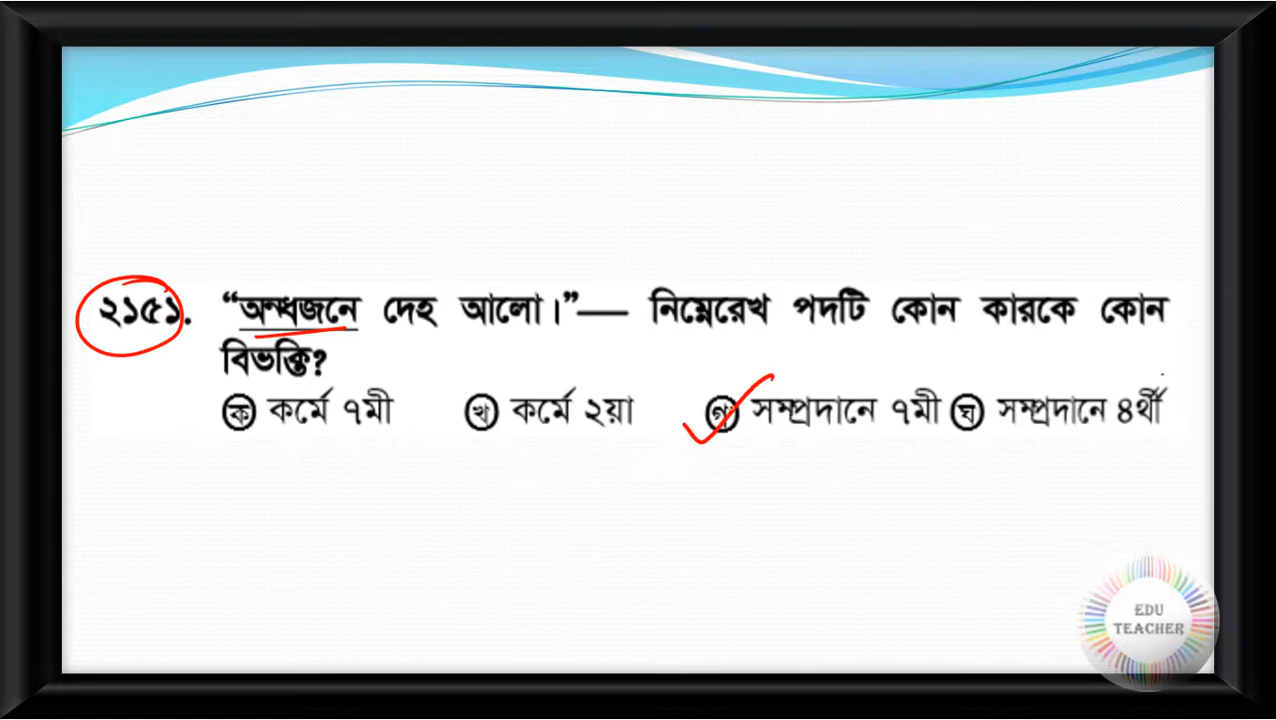 ২১৫১. “অন্ধজনে দেহ আলো।”— নিম্নেরেখ পদটি কোন কারকে কোন
বিভক্তি?
ক কর্মে ৭মী খ কর্মে ২য়া গ সম্প্রদানে ৭মী ঘ সম্প্রদানে ৪র্থী
EDU
TEACHER